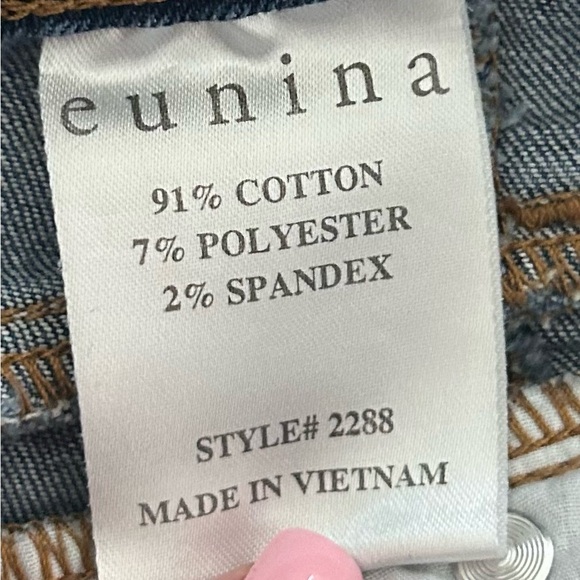 eunina
91% COTTON
7% POLYESTER
2% SPANDEX
STYLE# 2288
MADE IN VIETNAM